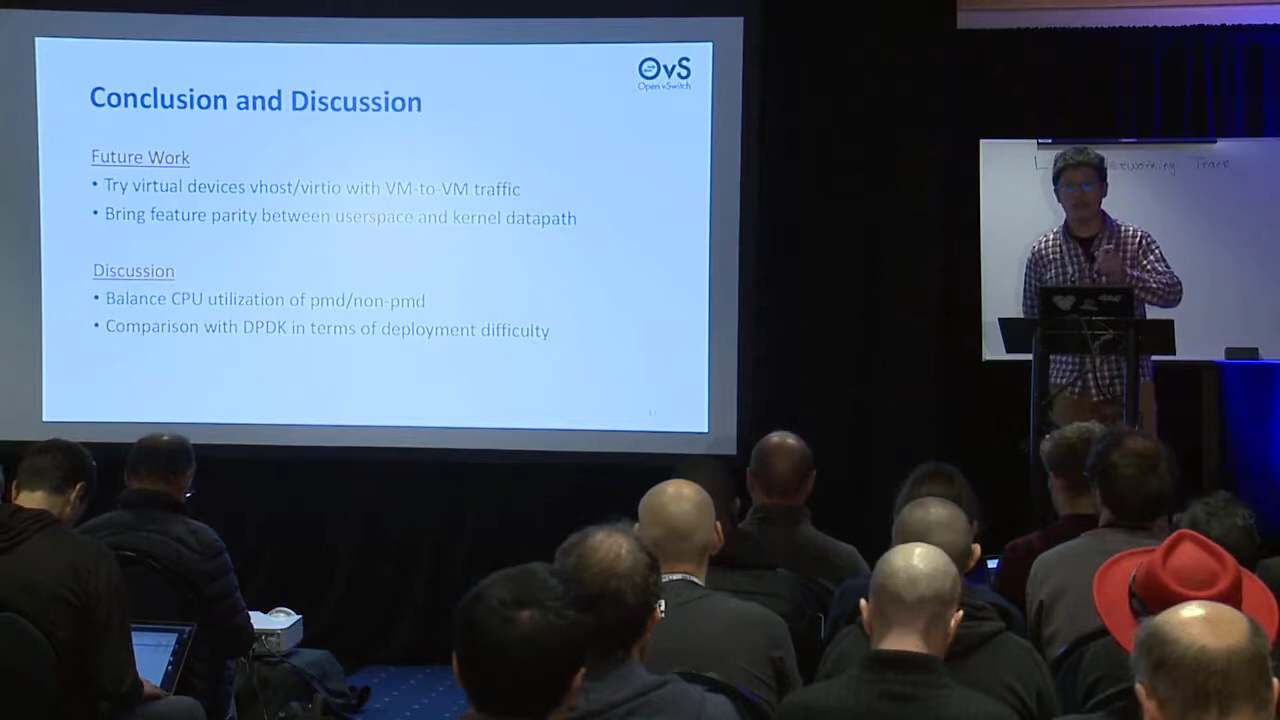 OvS
Open vSwitch
Conclusion and Discussion
Future Work
• Try virtual devices vhost/virtio with VM-to-VM traffic
• Bring feature parity between userspace and kernel datapath
Discussion
• Balance CPU utilization of pmd/non-pmd
• Comparison with DPDK in terms of deployment difficulty